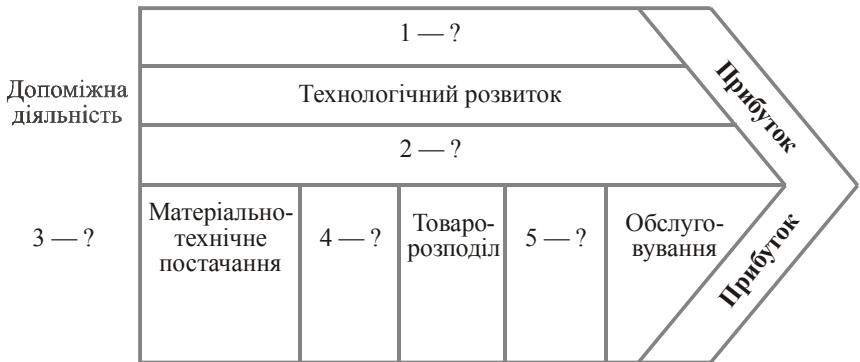 1 — ?
Прибуток
Допоміжна
діяльність
Технологічний розвиток
2 — ?
3 — ?
Матеріально-
технічне
постачання
4 — ?
Товаро-
розподіл
5 — ?
Обслуго-
вування
Прибуток